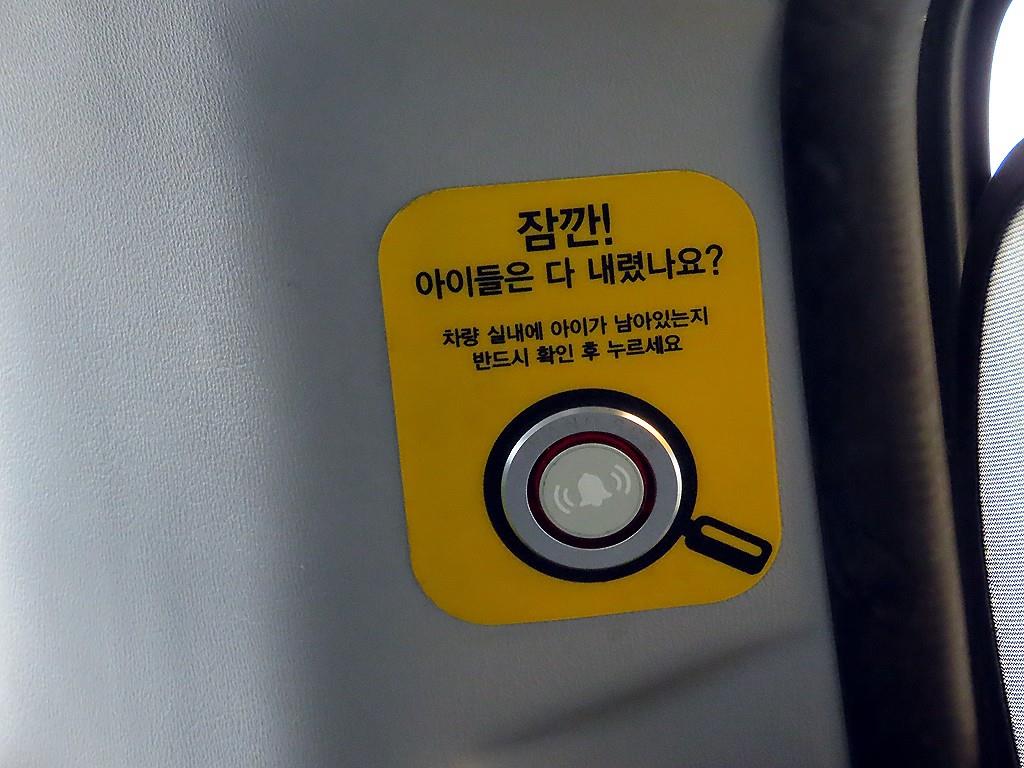 잠깐!
아이들은 다 내렸나요?
차량 실내에 아이가 남아있는지
반드시 확인 후 누르세요